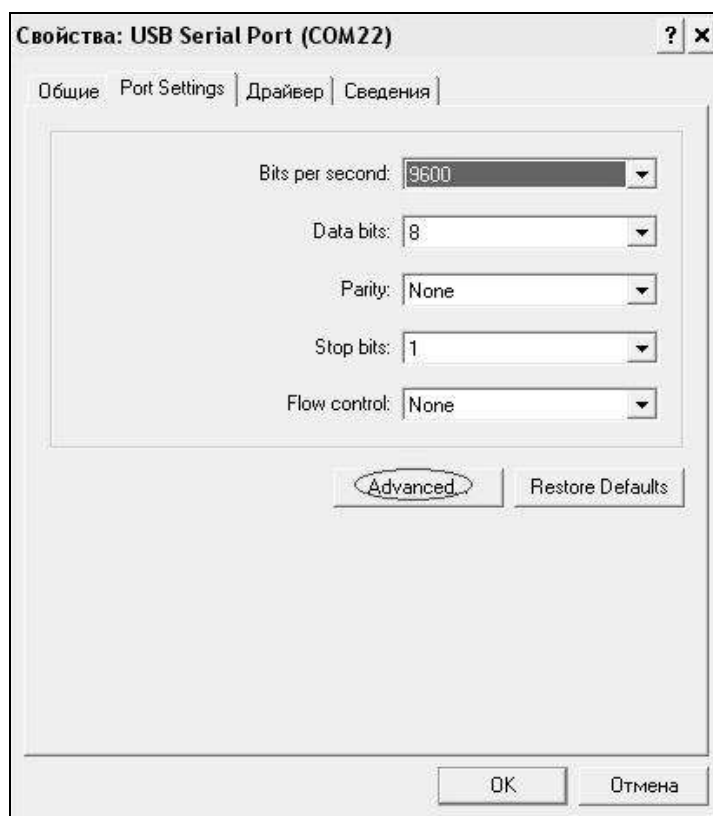 Свойства: USB Serial Port (COM22)
Общие Port Settings Драйвер Сведения
Bits per second: 9600
Data bits: 8
Parity: None
Stop bits: 1
Flow control: None
Advanced... Restore Defaults
OK Отмена